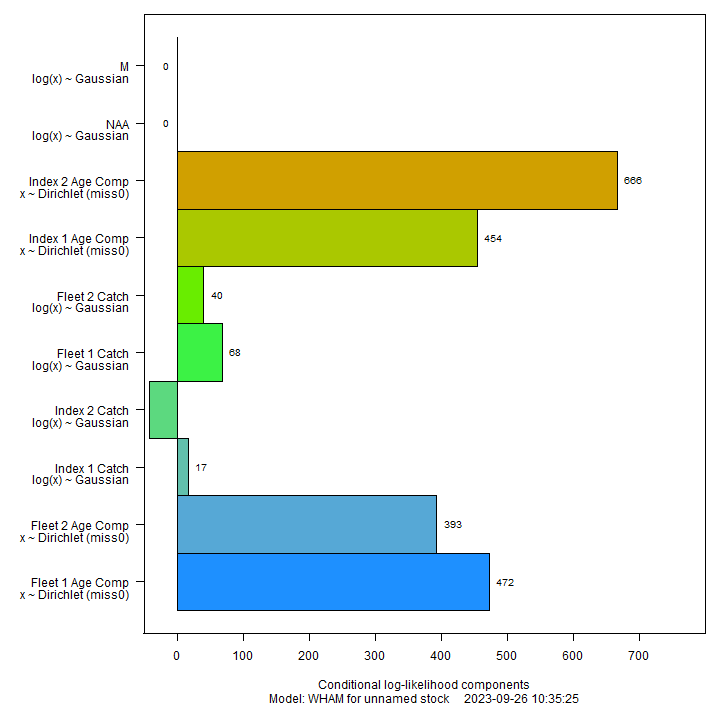 M
log(x) ~ Gaussian
0
NAA
log(x) ~ Gaussian
0
Index 2 Age Comp
x ~ Dirichlet (miss0)
666
Index 1 Age Comp
x ~ Dirichlet (miss0)
454
Fleet 2 Catch
log(x) ~ Gaussian
40
Fleet 1 Catch
log(x) ~ Gaussian
68
Index 2 Catch
log(x) ~ Gaussian
Index 1 Catch
log(x) ~ Gaussian
17
Fleet 2 Age Comp
x ~ Dirichlet (miss0)
393
Fleet 1 Age Comp
x ~ Dirichlet (miss0)
472
0 100 200 300 400 500 600 700
Conditional log-likelihood components
Model: WHAM for unnamed stock 2023-09-26 10:35:25